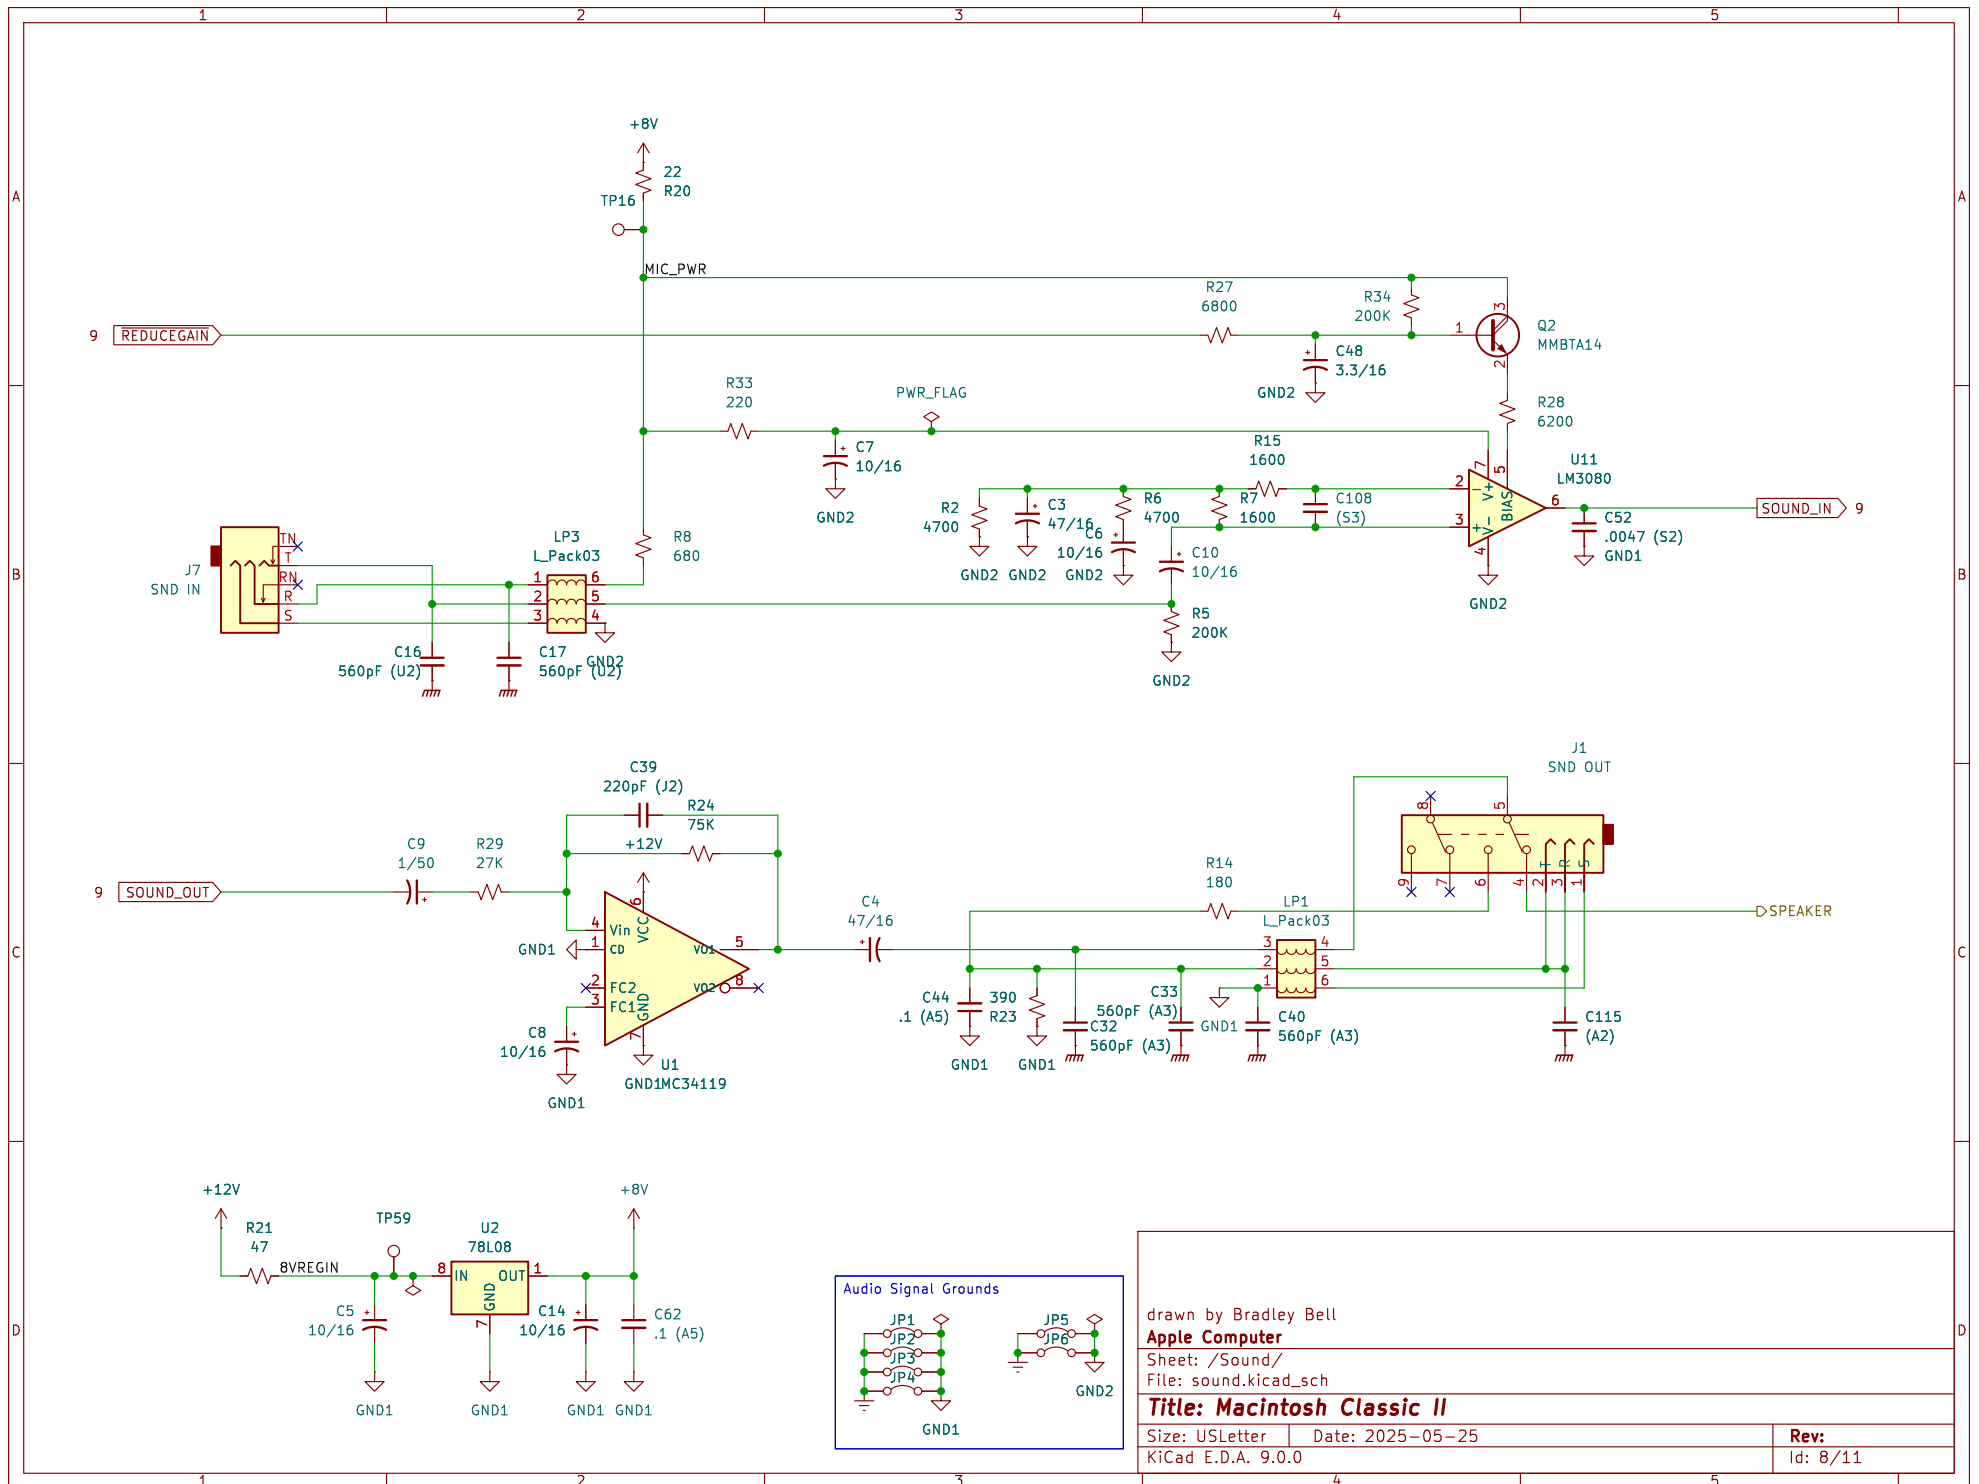 1 2 3 4 5
+8V
22
R20
TP16
A A
MIC_PWR
R27
6800
R34
200K
3
9 REDUCEGAIN
1
Q2
MMBTA14
2
C48
3.3/16
GND2
R33
220
PWR_FLAG
R28
6200
C7
10/16
GND2
R15
1600
7
5
U11
LM3080
2
- V+
BIAS
6
SOUND_IN 9
3
+ V-
4
GND2
R2
4700
GND2
C3
47/16
GND2
R6
4700
C6
10/16
GND2
R7
1600
C108
(S3)
C52
.0047 (S2)
GND1
C10
10/16
R5
200K
GND2
J7
SND IN
TN
T
RN
R
S
LP3
L_Pack03
1 6
2 5
3 4
R8
680
B B
C16
560pF (U2)
C17
560pF (U2)
GND2
J1
SND OUT
8
5
T R S
9 7 6 4 2 3 1
C39
220pF (J2)
R24
75K
+12V
C9
1/50
R29
27K
9 SOUND_OUT
6
VCC
4 Vin
GND1 1 CD
VO1 5
2 FC2
VO2 8
3 FC1
GND
7
C8
10/16
GND1
U1
GND1
MC34119
C4
47/16
R14
180
LP1
L_Pack03
3 4
2 5
1 6
SPEAKER
C C
C44
.1 (A5)
GND1
390
R23
GND1
C32
560pF (A3)
C33
560pF (A3)
GND1
C40
560pF (A3)
C115
(A2)
+12V
R21
47
8VREGIN
TP59
U2
78L08
8 IN OUT 1
GND
7
+8V
C5
10/16
C14
10/16
C62
.1 (A5)
GND1 GND1 GND1 GND1
Audio Signal Grounds
JP1
JP2
JP3
JP4
GND1
JP5
JP6
GND2
D D
drawn by Bradley Bell
Apple Computer
Sheet: /Sound/
File: sound.kicad_sch
Title: Macintosh Classic II
Size: USLetter Date: 2025-05-25 Rev:
KiCad E.D.A. 9.0.0 Id: 8/11
1 2 3 4 5